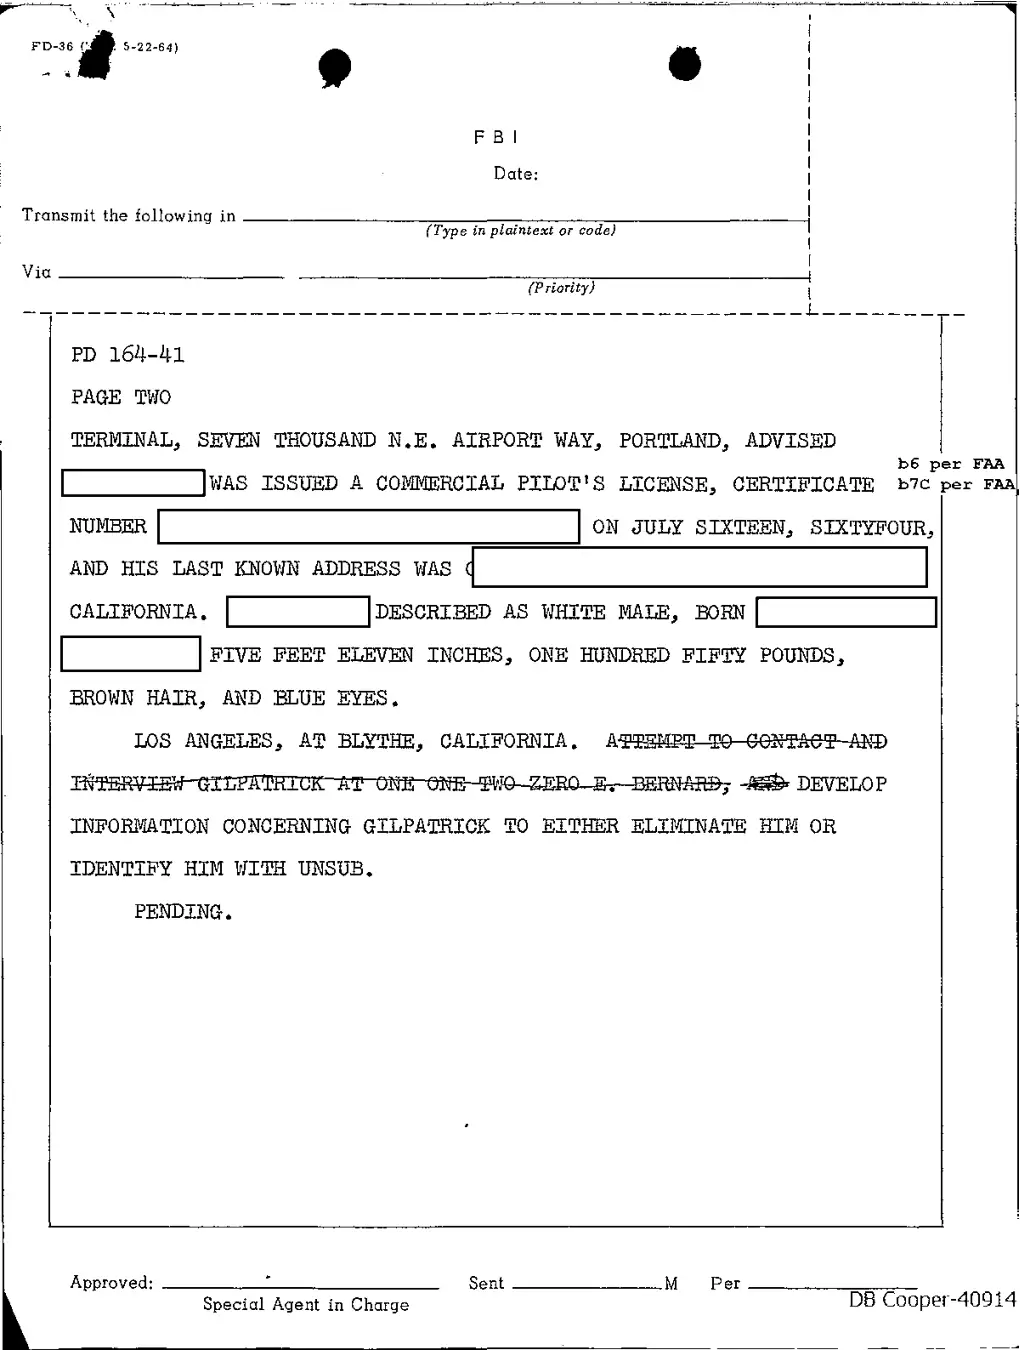 FD-36 ( 5-22-64)
F B I
Date:
Transmit the following in
(Type in plaintext or code)
Via
(Priority)
PD 164-41
PAGE TWO
TERMINAL, SEVEN THOUSAND N.E. AIRPORT WAY, PORTLAND, ADVISED
b6 per FAA
WAS ISSUED A COMMERCIAL PILOT'S LICENSE, CERTIFICATE
b7C per FAA
NUMBER ON JULY SIXTEEN, SIXTYFOUR,
AND HIS LAST KNOWN ADDRESS WAS
CALIFORNIA. DESCRIBED AS WHITE MALE, BORN
FIVE FEET ELEVEN INCHES, ONE HUNDRED FIFTY POUNDS,
BROWN HAIR, AND BLUE EYES.
LOS ANGELES, AT BLYTHE, CALIFORNIA. ATTEMPT TO CONTACT AND
INTERVIEW GILPATRICK AT ONE ONE TWO ZERO E. BERNARD, AND DEVELOP
INFORMATION CONCERNING GILPATRICK TO EITHER ELIMINATE HIM OR
IDENTIFY HIM WITH UNSUB.
PENDING.
Approved: Sent M Per
Special Agent in Charge
DB Cooper-40914